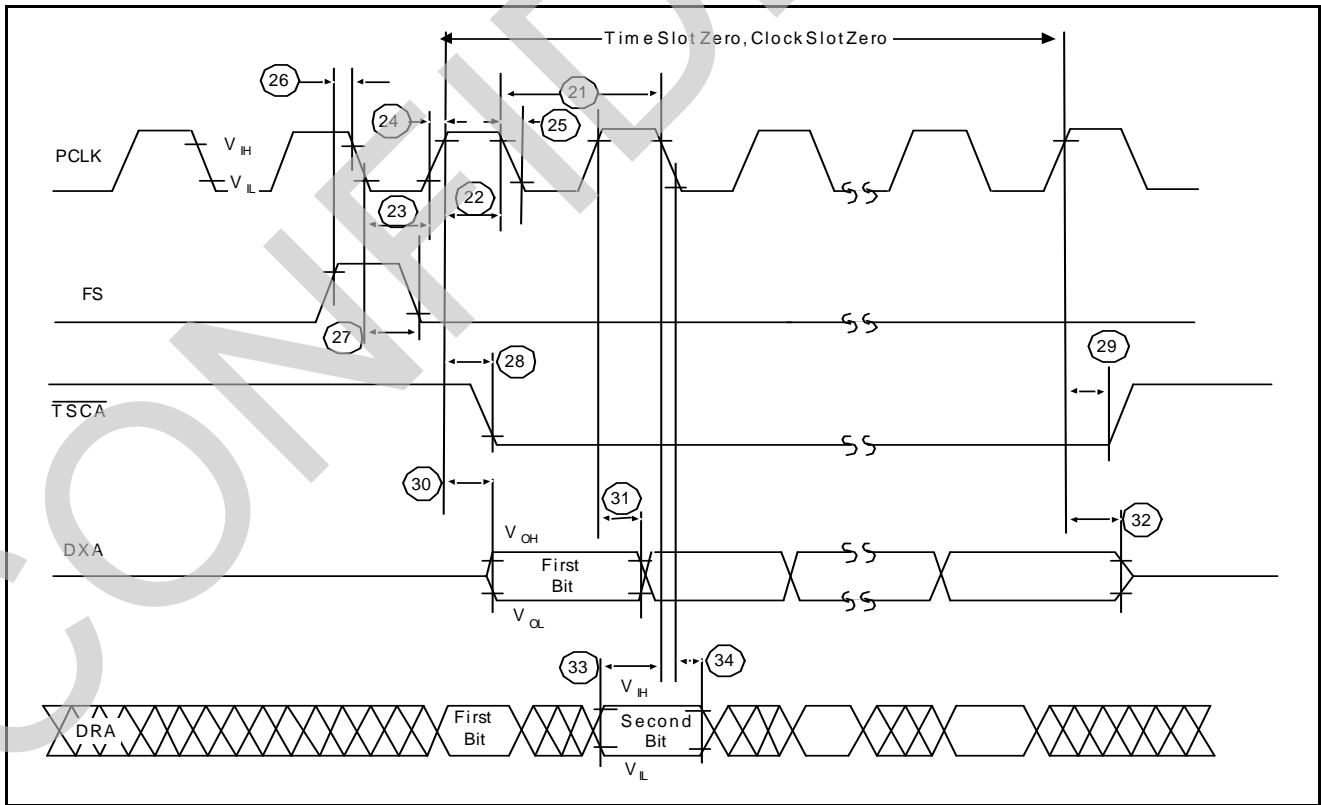 Time Slot Zero, Clock Slot Zero
26
21
24
25
PCLK
V IH
V IL
23
22
FS
27
28
29
TSCA
30
31
32
DXA
V OH
First
Bit
V OL
33
34
V IH
DRA
First
Bit
Second
Bit
V IL